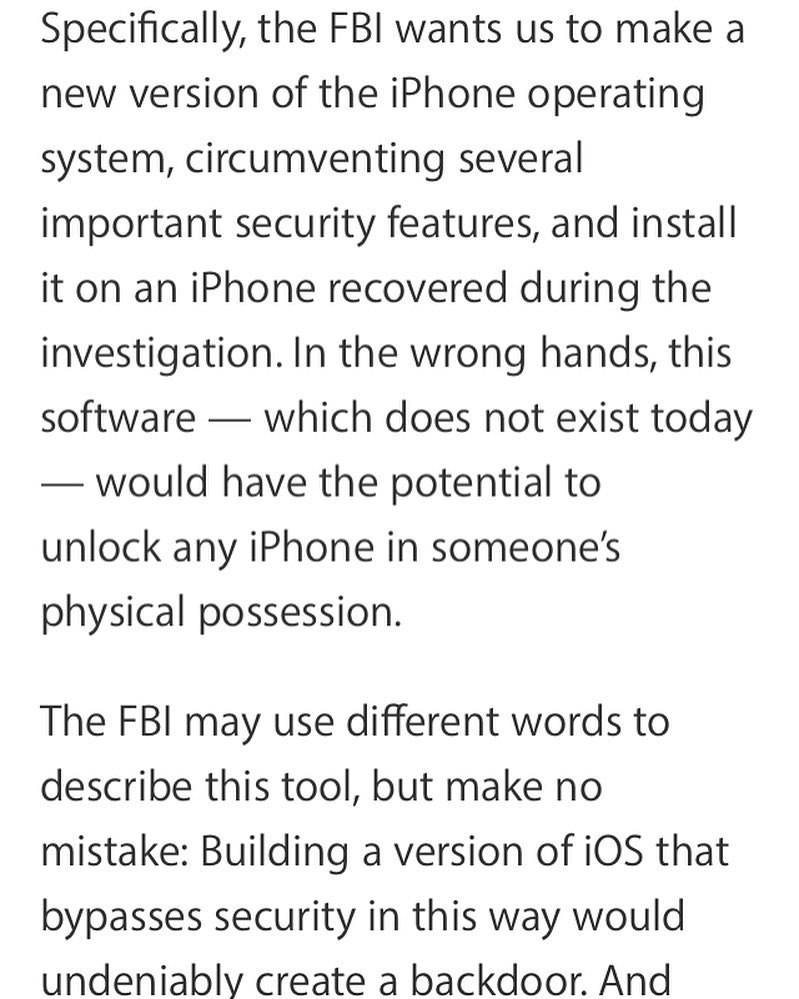 Specifically, the FBI wants us to make a
new version of the iPhone operating
system, circumventing several
important security features, and install
it on an iPhone recovered during the
investigation. In the wrong hands, this
software — which does not exist today
— would have the potential to
unlock any iPhone in someone’s
physical possession.
The FBI may use different words to
describe this tool, but make no
mistake: Building a version of iOS that
bypasses security in this way would
undeniably create a backdoor. And